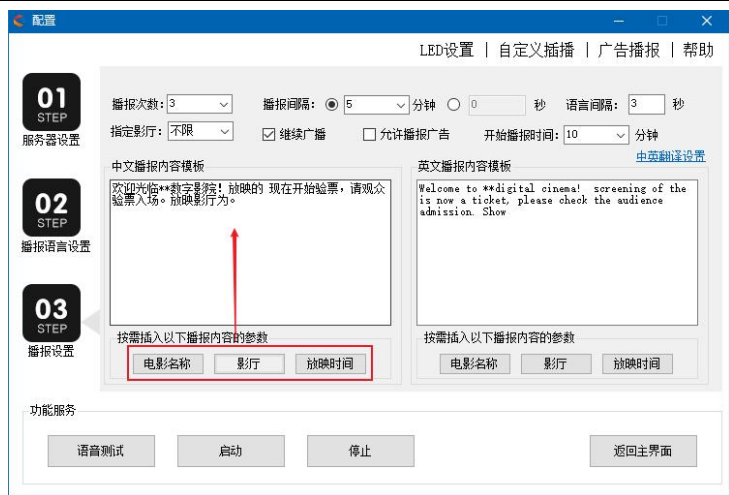 配置
LED设置 | 自定义插播 | 广告播报 | 帮助
01
STEP
服务器设置
02
STEP
播报语言设置
03
STEP
播报设置
播报次数: 3 播报间隔: 5 分钟 0 秒 语言间隔: 3 秒
指定影厅: 不限 继续广播 允许播报广告 开始播报时间: 10 分钟
中英翻译设置
中文播报内容模板
欢迎光临**数字影院! 放映的 现在开始验票,请观众
验票入场。放映影厅为。
按需插入以下播报内容的参数
电影名称 影厅 放映时间
英文播报内容模板
Welcome to **digital cinema! screening of the
is now a ticket, please check the audience
admission. Show
按需插入以下播报内容的参数
电影名称 影厅 放映时间
功能服务
语音测试 启动 停止 返回主界面